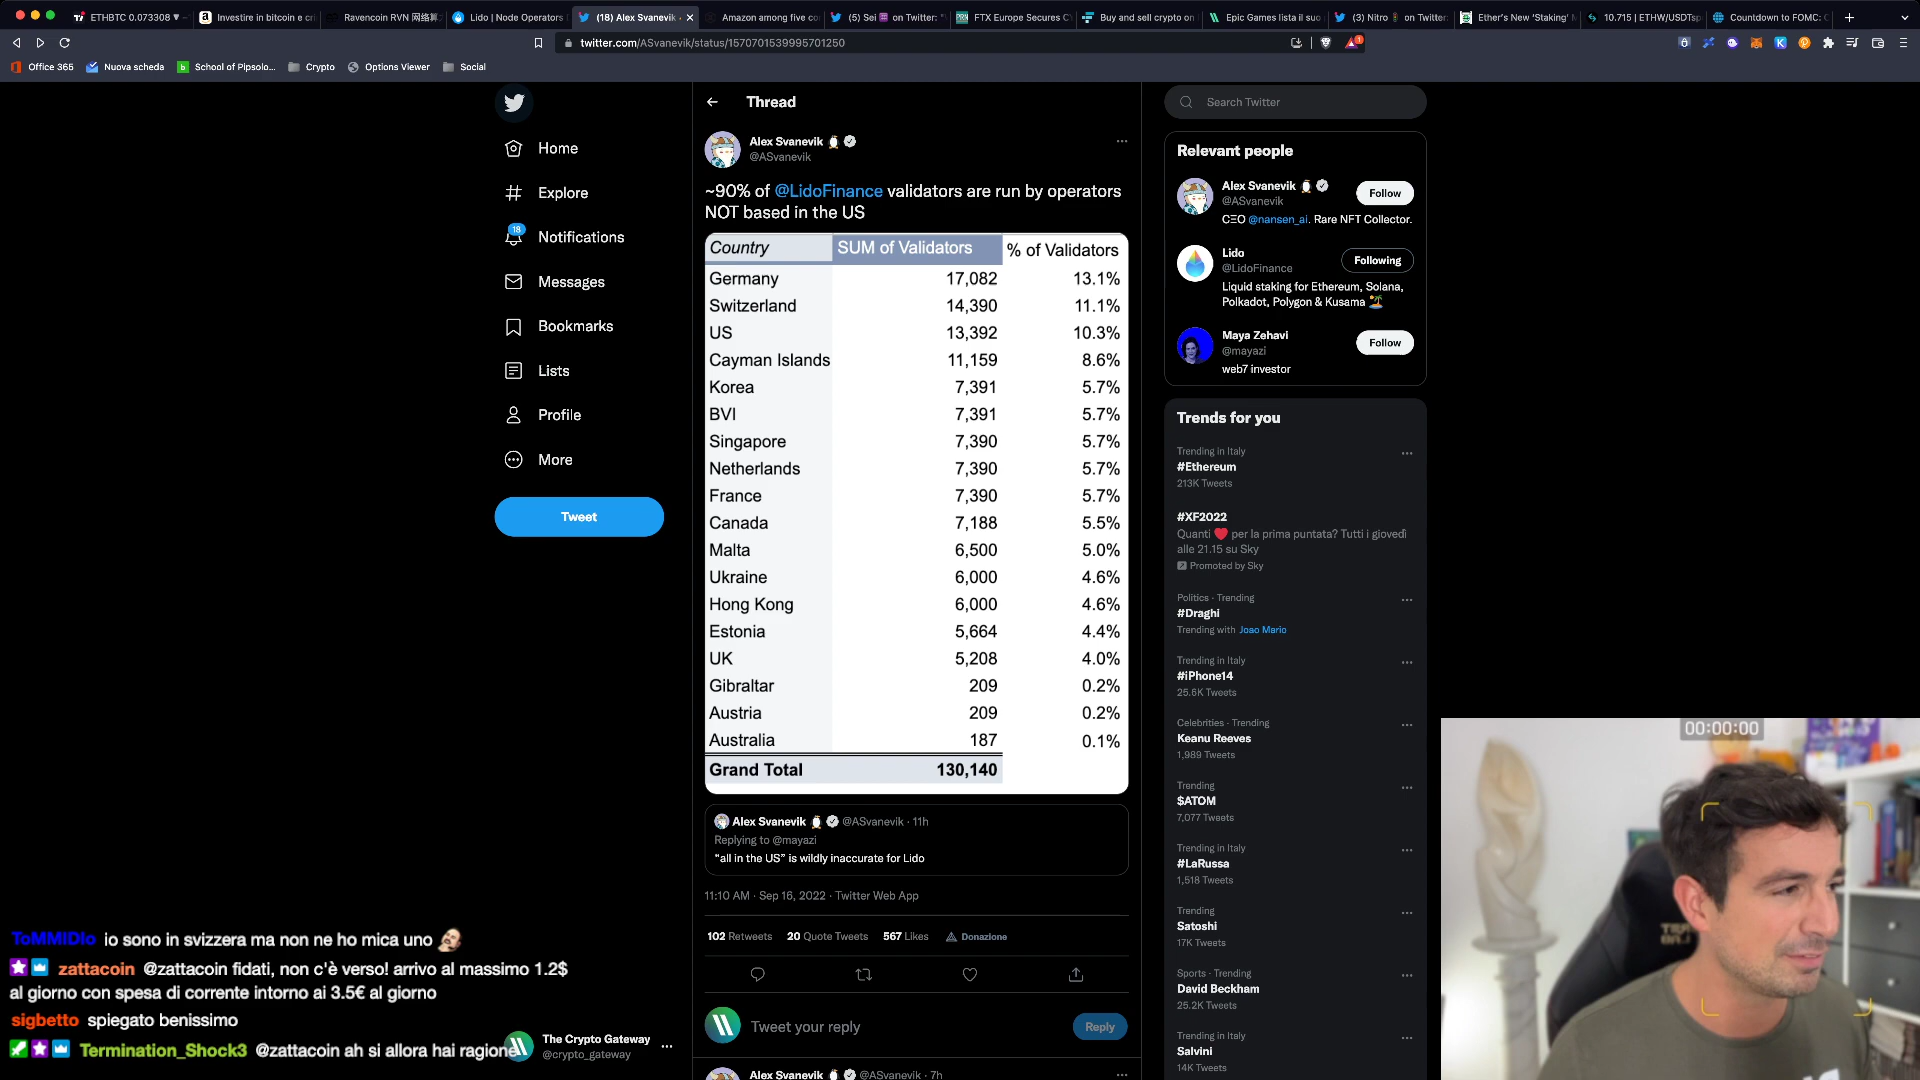 ETHBTC 0.073308
Investire in bitcoin e cri
Ravencoin RVN 网络算
Lido | Node Operators
(18) Alex Svanevik
Amazon among five co
(5) Sei on Twitter: "
FTX Europe Secures C
Buy and sell crypto on
Epic Games lista il suo
(3) Nitro on Twitter
Ether's New 'Staking'
10.715 | ETHW/USDTsp
Countdown to FOMC: C
twitter.com/ASvanevik/status/1570701539995701250
Office 365
Nuova scheda
School of Pipsolo...
Crypto
Options Viewer
Social
Home
Explore
18
Notifications
Messages
Bookmarks
Lists
Profile
More
Tweet
Thread
Alex Svanevik
@ASvanevik
~90% of @LidoFinance validators are run by operators
NOT based in the US
Country SUM of Validators % of Validators
Germany 17,082 13.1%
Switzerland 14,390 11.1%
US 13,392 10.3%
Cayman Islands 11,159 8.6%
Korea 7,391 5.7%
BVI 7,391 5.7%
Singapore 7,390 5.7%
Netherlands 7,390 5.7%
France 7,390 5.7%
Canada 7,188 5.5%
Malta 6,500 5.0%
Ukraine 6,000 4.6%
Hong Kong 6,000 4.6%
Estonia 5,664 4.4%
UK 5,208 4.0%
Gibraltar 209 0.2%
Austria 209 0.2%
Australia 187 0.1%
Grand Total 130,140
Alex Svanevik @ASvanevik · 11h
Replying to @mayazi
"all in the US" is wildly inaccurate for Lido
11:10 AM · Sep 16, 2022 · Twitter Web App
102 Retweets 20 Quote Tweets 567 Likes Donazione
Tweet your reply
Reply
Alex Svanevik @ASvanevik · 7h
Search Twitter
Relevant people
Alex Svanevik
@ASvanevik
Follow
CΞO @nansen_ai. Rare NFT Collector.
Lido
@LidoFinance
Following
Liquid staking for Ethereum, Solana,
Polkadot, Polygon & Kusama
Maya Zehavi
@mayazi
Follow
web7 investor
Trends for you
Trending in Italy
#Ethereum
213K Tweets
#XF2022
Quanti ❤️ per la prima puntata? Tutti i giovedì
alle 21.15 su Sky
Promoted by Sky
Politics · Trending
#Draghi
Trending with Joao Mario
Trending in Italy
#iPhone14
25.6K Tweets
Celebrities · Trending
Keanu Reeves
1,989 Tweets
Trending
$ATOM
7,077 Tweets
Trending in Italy
#LaRussa
1,518 Tweets
Trending
Satoshi
17K Tweets
Sports · Trending
David Beckham
25.2K Tweets
Trending in Italy
Salvini
14K Tweets
00:00:00
ToMMIDIo io sono in svizzera ma non ne ho mica uno
zattacoin @zattacoin fidati, non c'è verso! arrivo al massimo 1.2$
al giorno con spesa di corrente intorno ai 3.5€ al giorno
sigbetto spiegato benissimo
Termination_Shock3 @zattacoin ah si allora hai ragione
The Crypto Gateway
@crypto_gateway